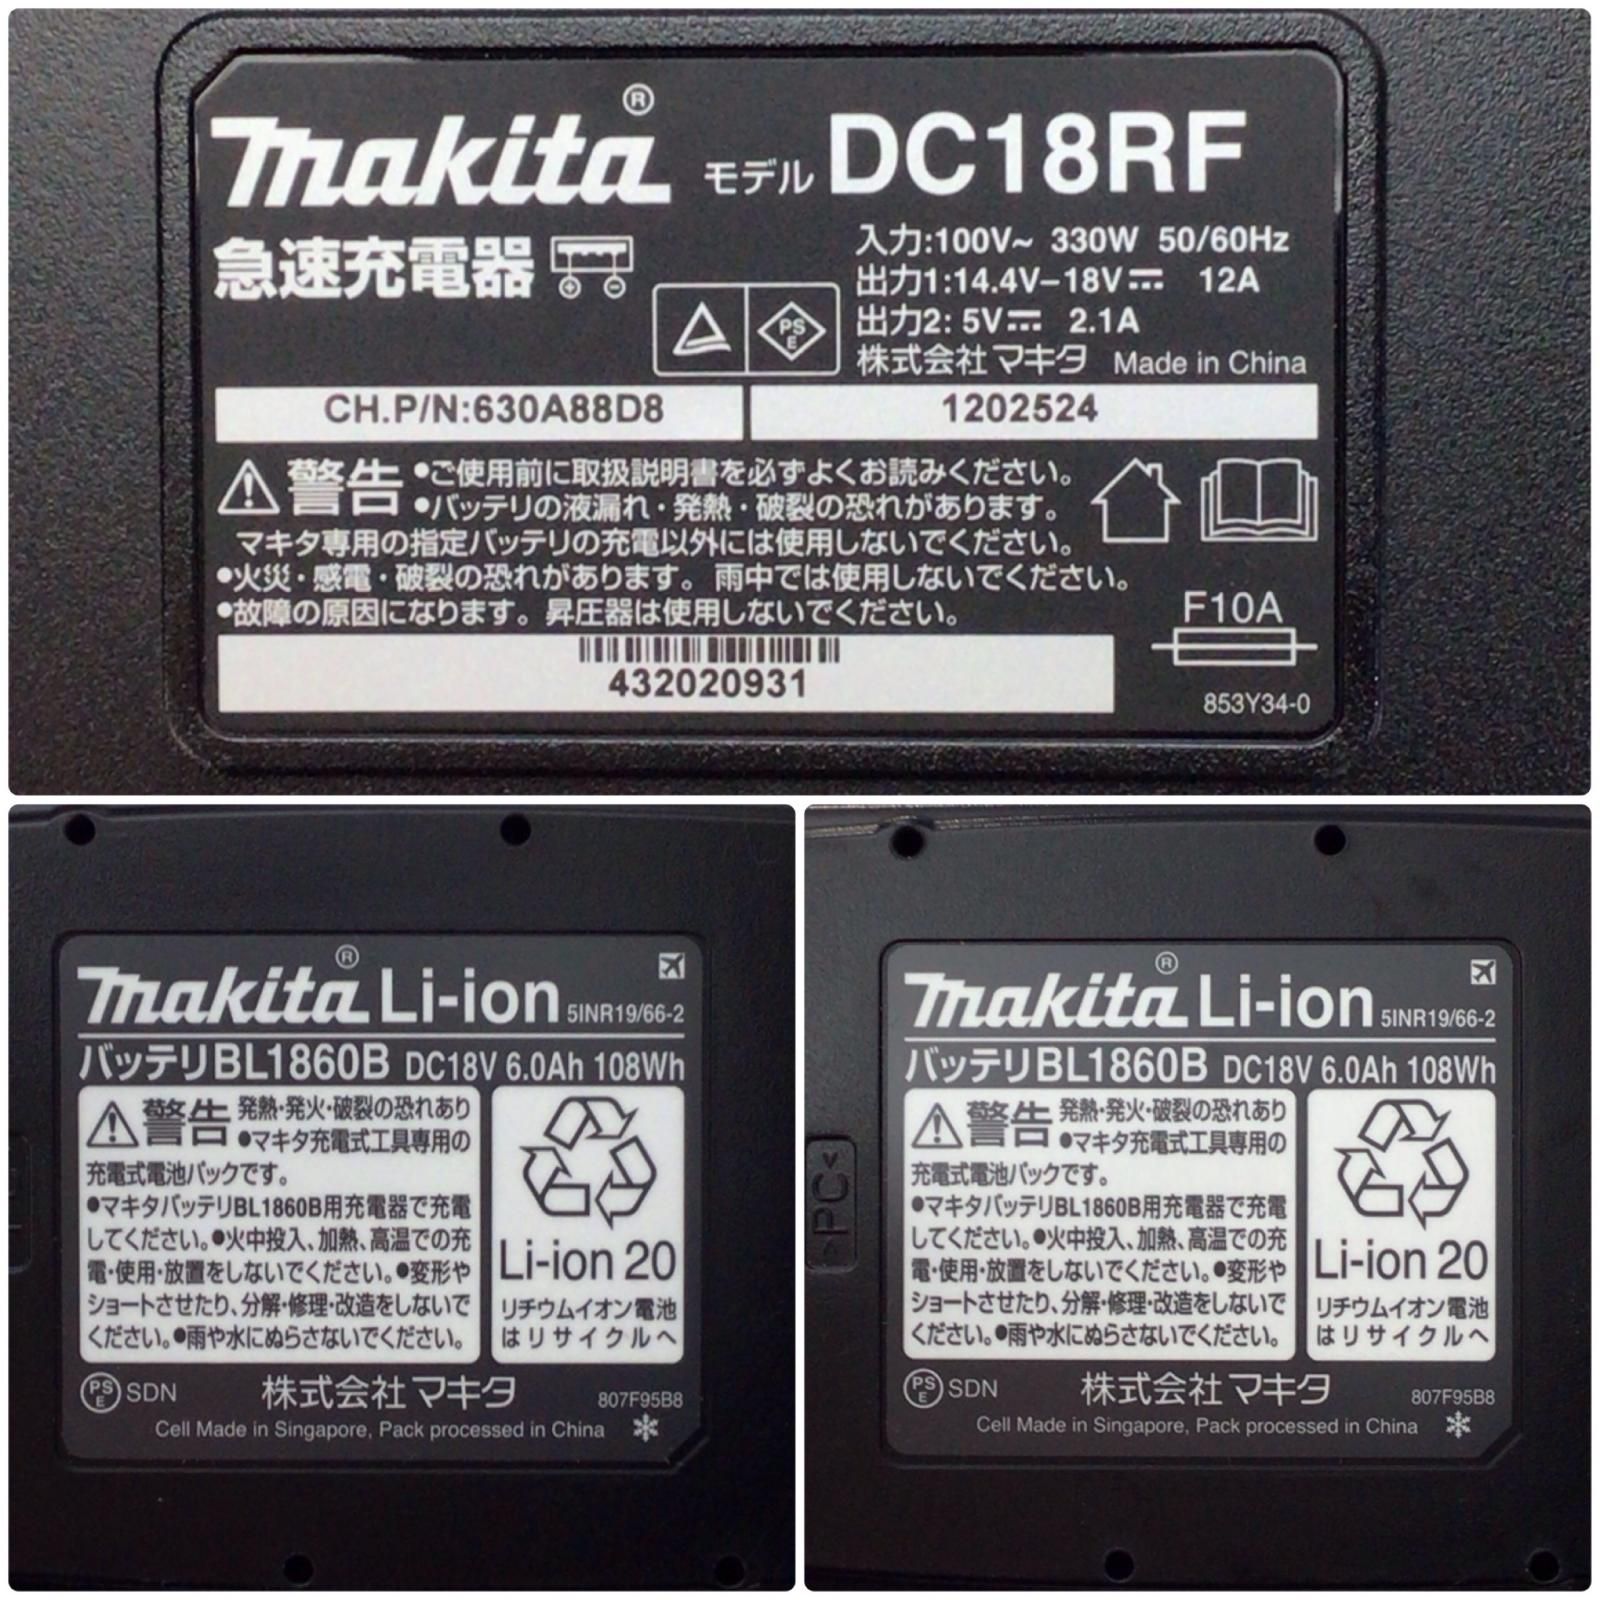 makita® モデル DC18RF
急速充電器
入力:100V~ 330W 50/60Hz
出力1:14.4V–18V⎓ 12A
出力2: 5V⎓ 2.1A
PSE
株式会社マキタ Made in China
CH.P/N:630A88D8 1202524
⚠警告 •ご使用前に取扱説明書を必ずよくお読みください。
•バッテリの液漏れ・発熱・破裂の恐れがあります。
マキタ専用の指定バッテリの充電以外には使用しないでください。
•火災・感電・破裂の恐れがあります。雨中では使用しないでください。
•故障の原因になります。昇圧器は使用しないでください。
F10A
432020931
853Y34-0
makita® Li-ion 5INR19/66-2
バッテリBL1860B DC18V 6.0Ah 108Wh
⚠警告 発熱・発火・破裂の恐れあり
•マキタ充電式工具専用の
充電式電池パックです。
•マキタバッテリBL1860B用充電器で充電
してください。•火中投入、加熱、高温での充
電・使用・放置をしないでください。•変形や
ショートさせたり、分解・修理・改造をしないで
ください。•雨や水にぬらさないでください。
Li-ion 20
リチウムイオン電池
はリサイクルへ
PSE SDN 株式会社マキタ 807F95B8
Cell Made in Singapore, Pack processed in China
>PC<
makita® Li-ion 5INR19/66-2
バッテリBL1860B DC18V 6.0Ah 108Wh
⚠警告 発熱・発火・破裂の恐れあり
•マキタ充電式工具専用の
充電式電池パックです。
•マキタバッテリBL1860B用充電器で充電
してください。•火中投入、加熱、高温での充
電・使用・放置をしないでください。•変形や
ショートさせたり、分解・修理・改造をしないで
ください。•雨や水にぬらさないでください。
Li-ion 20
リチウムイオン電池
はリサイクルへ
PSE SDN 株式会社マキタ 807F95B8
Cell Made in Singapore, Pack processed in China